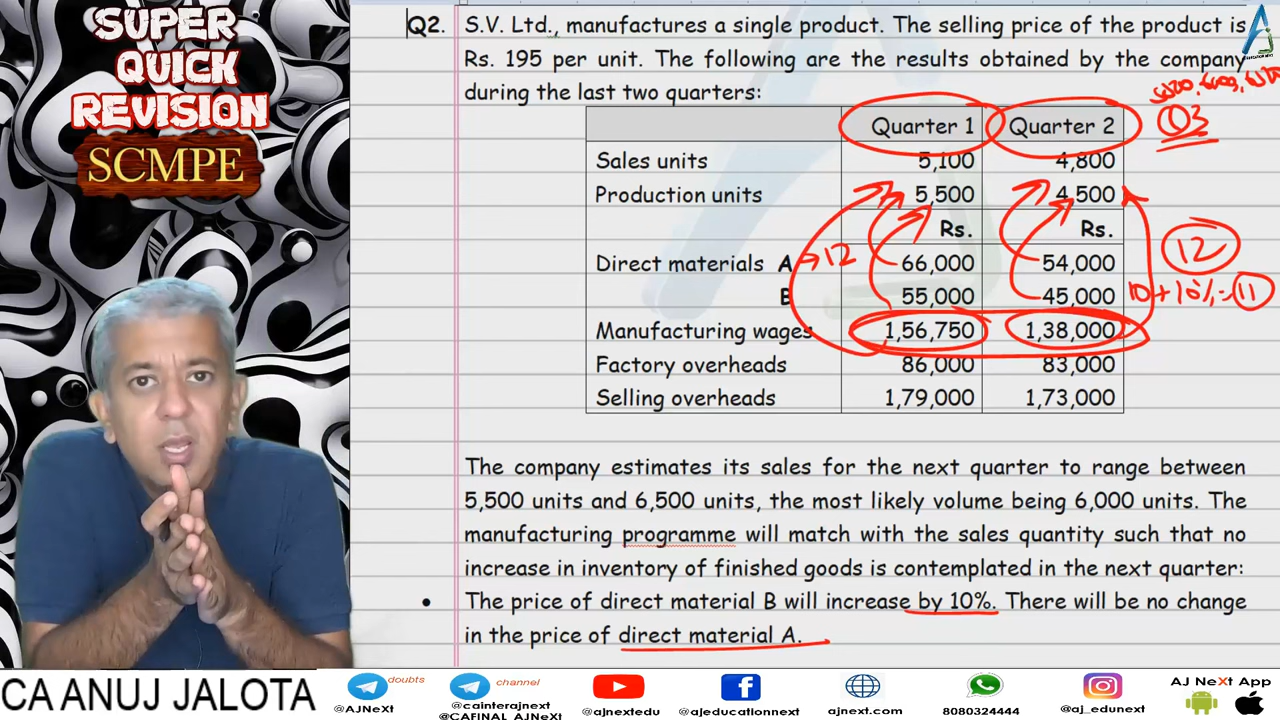 SUPER
QUICK
REVISION
SCMPE
Q2. S.V. Ltd., manufactures a single product. The selling price of the product is
Rs. 195 per unit. The following are the results obtained by the company
during the last two quarters:
Quarter 1 Quarter 2
Q3
Sales units 5,100 4,800
Production units 5,500 4,500
Rs. Rs.
Direct materials A 66,000 54,000
→ 12
12
B 55,000 45,000
10 + 10% = 11
Manufacturing wages 1,56,750 1,38,000
Factory overheads 86,000 83,000
Selling overheads 1,79,000 1,73,000
The company estimates its sales for the next quarter to range between
5,500 units and 6,500 units, the most likely volume being 6,000 units. The
manufacturing programme will match with the sales quantity such that no
increase in inventory of finished goods is contemplated in the next quarter:
• The price of direct material B will increase by 10%. There will be no change
in the price of direct material A.
CA ANUJ JALOTA
doubts
@AJNeXt
channel
@cainterajnext
@CAFINAL_AJNeXt
@ajnextedu
@ajeducationnext
ajnext.com
8080324444
@aj_edunext
AJ NeXt App